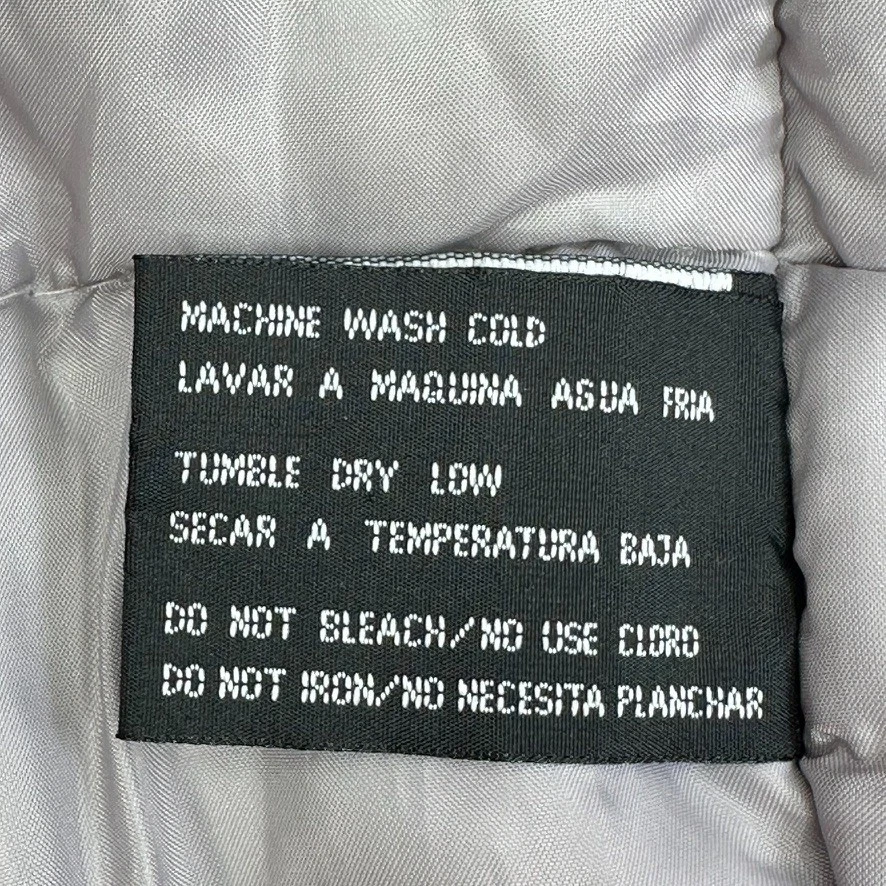 MACHINE WASH COLD
LAVAR A MAQUINA AGUA FRIA
TUMBLE DRY LOW
SECAR A TEMPERATURA BAJA
DO NOT BLEACH/NO USE CLORO
DO NOT IRON/NO NECESITA PLANCHAR